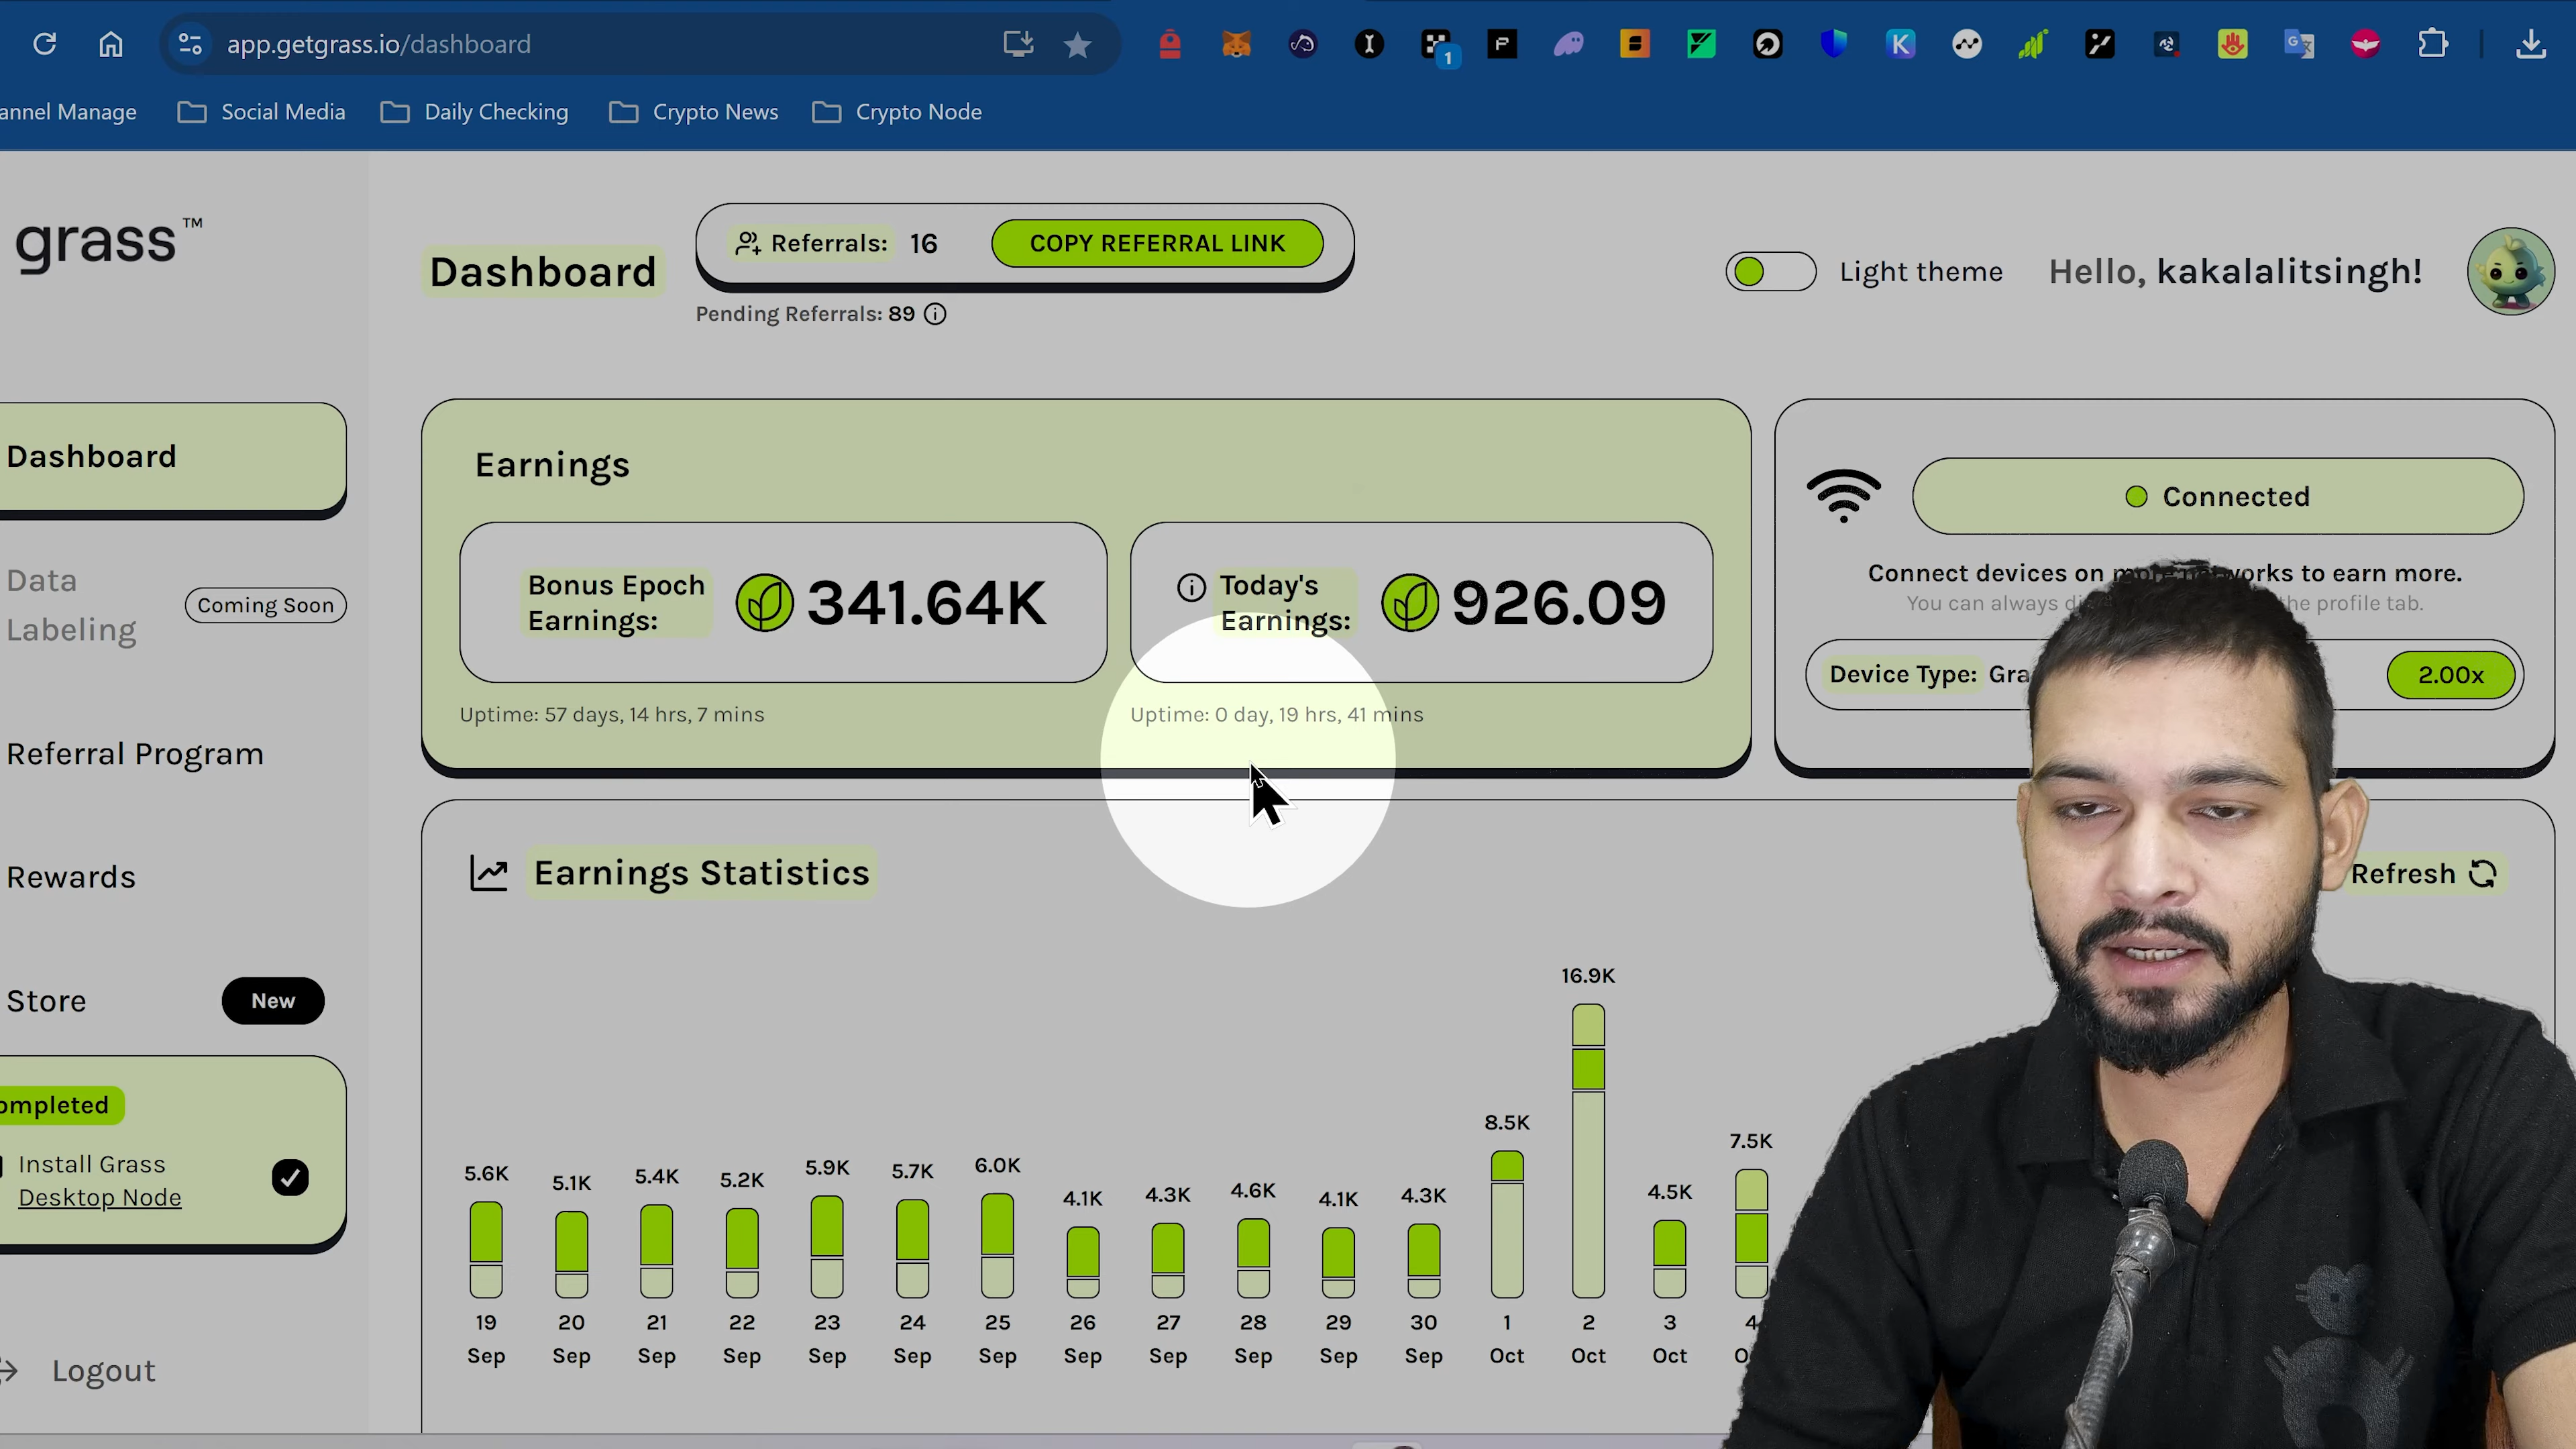 app.getgrass.io/dashboard
1
annel Manage
Social Media
Daily Checking
Crypto News
Crypto Node
grass™
Dashboard
Referrals: 16
COPY REFERRAL LINK
Pending Referrals: 89
Light theme
Hello, kakalalitsingh!
Dashboard
Data
Labeling
Coming Soon
Referral Program
Rewards
Store
New
ompleted
Install Grass
Desktop Node
Logout
Earnings
Bonus Epoch
Earnings:
341.64K
Uptime: 57 days, 14 hrs, 7 mins
Today's
Earnings:
926.09
Uptime: 0 day, 19 hrs, 41 mins
Connected
Connect devices on more networks to earn more.
You can always di the profile tab.
Device Type: Gra
2.00x
Earnings Statistics
Refresh
5.6K 5.1K 5.4K 5.2K 5.9K 5.7K 6.0K 4.1K 4.3K 4.6K 4.1K 4.3K 8.5K 16.9K 4.5K 7.5K
19 20 21 22 23 24 25 26 27 28 29 30 1 2 3 4
Sep Sep Sep Sep Sep Sep Sep Sep Sep Sep Sep Sep Oct Oct Oct O